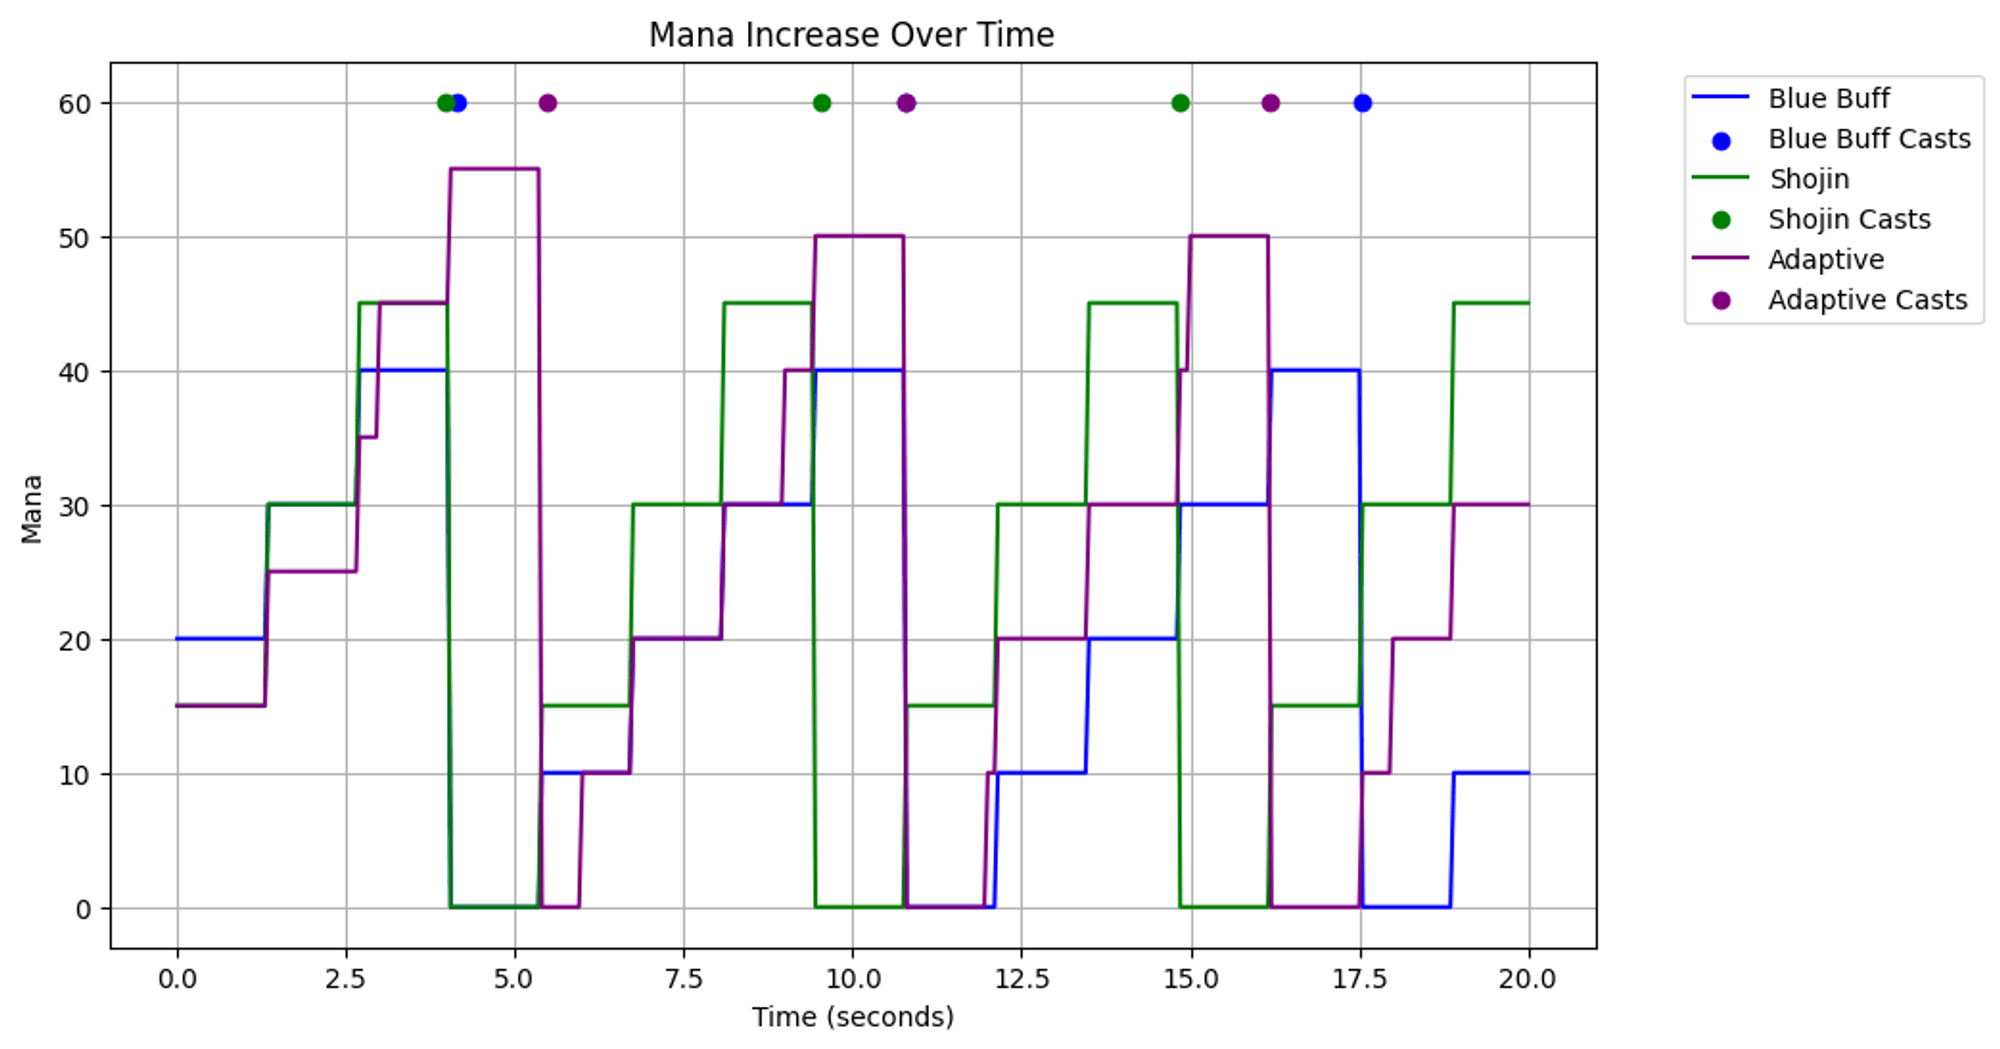 Mana Increase Over Time
60
50
40
30
20
10
0
Mana
0.0 2.5 5.0 7.5 10.0 12.5 15.0 17.5 20.0
Time (seconds)
Blue Buff
Blue Buff Casts
Shojin
Shojin Casts
Adaptive
Adaptive Casts